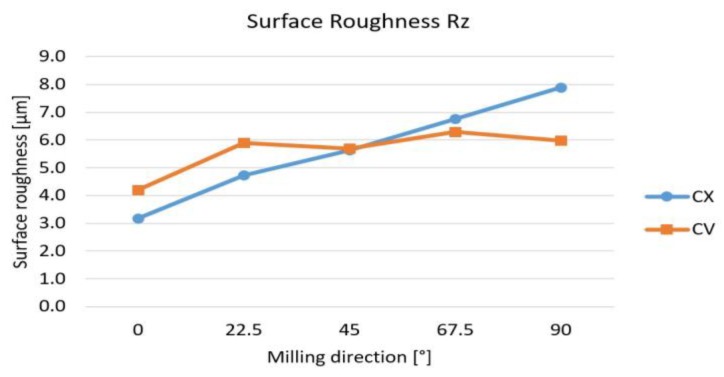 Surface Roughness Rz
Surface roughness [µm]
9.0
8.0
7.0
6.0
5.0
4.0
3.0
2.0
1.0
0.0
0 22.5 45 67.5 90
Milling direction [°]
CX
CV